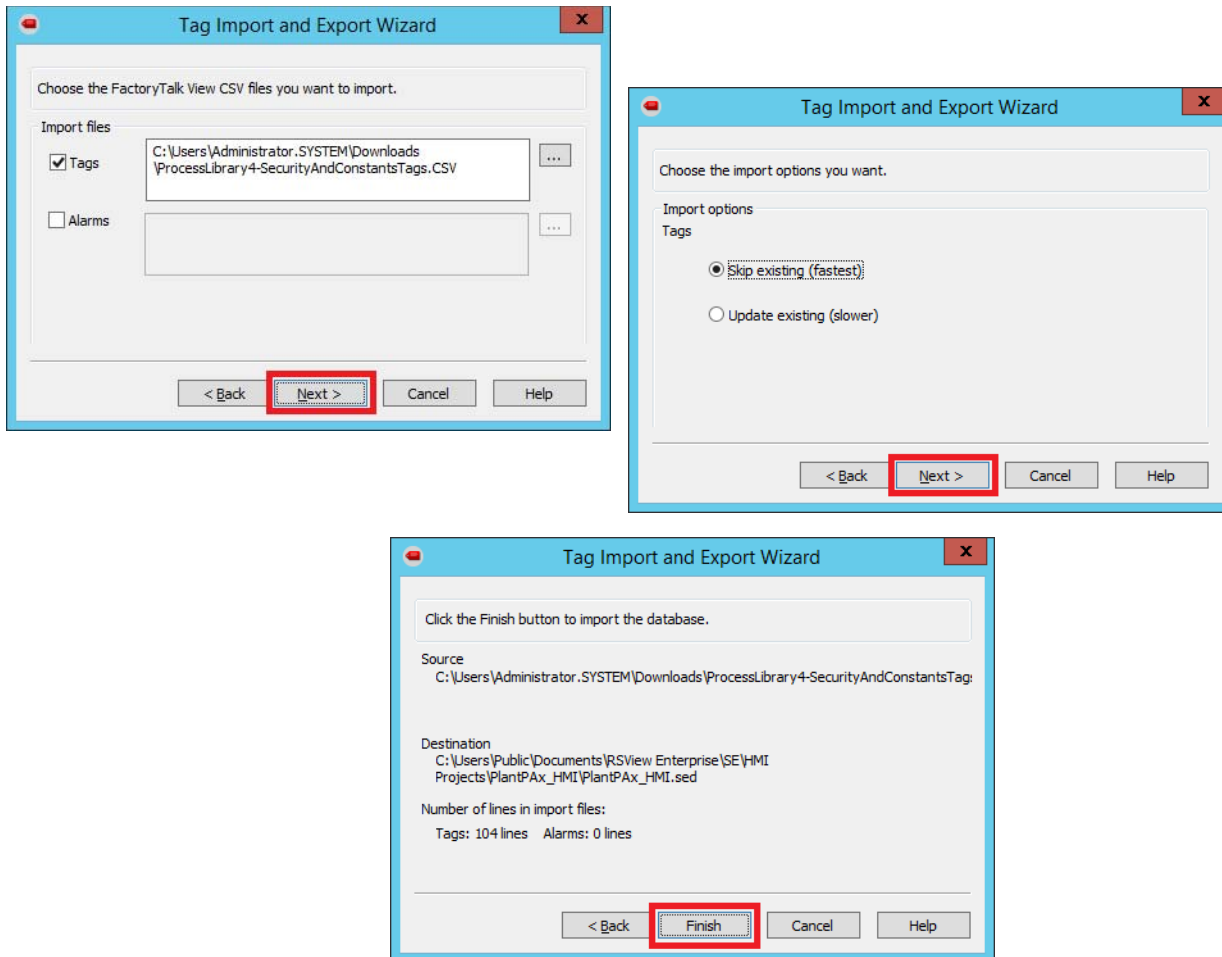 Tag Import and Export Wizard
x
Choose the FactoryTalk View CSV files you want to import.
Import files
Tags
C:\Users\Administrator.SYSTEM\Downloads
\ProcessLibrary4-SecurityAndConstantsTags.CSV
...
Alarms
...
< Back
Next >
Cancel
Help
Tag Import and Export Wizard
x
Choose the import options you want.
Import options
Tags
Skip existing (fastest)
Update existing (slower)
< Back
Next >
Cancel
Help
Tag Import and Export Wizard
x
Click the Finish button to import the database.
Source
C:\Users\Administrator.SYSTEM\Downloads\ProcessLibrary4-SecurityAndConstantsTag
Destination
C:\Users\Public\Documents\RSView Enterprise\SE\HMI
Projects\PlantPAx_HMI\PlantPAx_HMI.sed
Number of lines in import files:
Tags: 104 lines Alarms: 0 lines
< Back
Finish
Cancel
Help